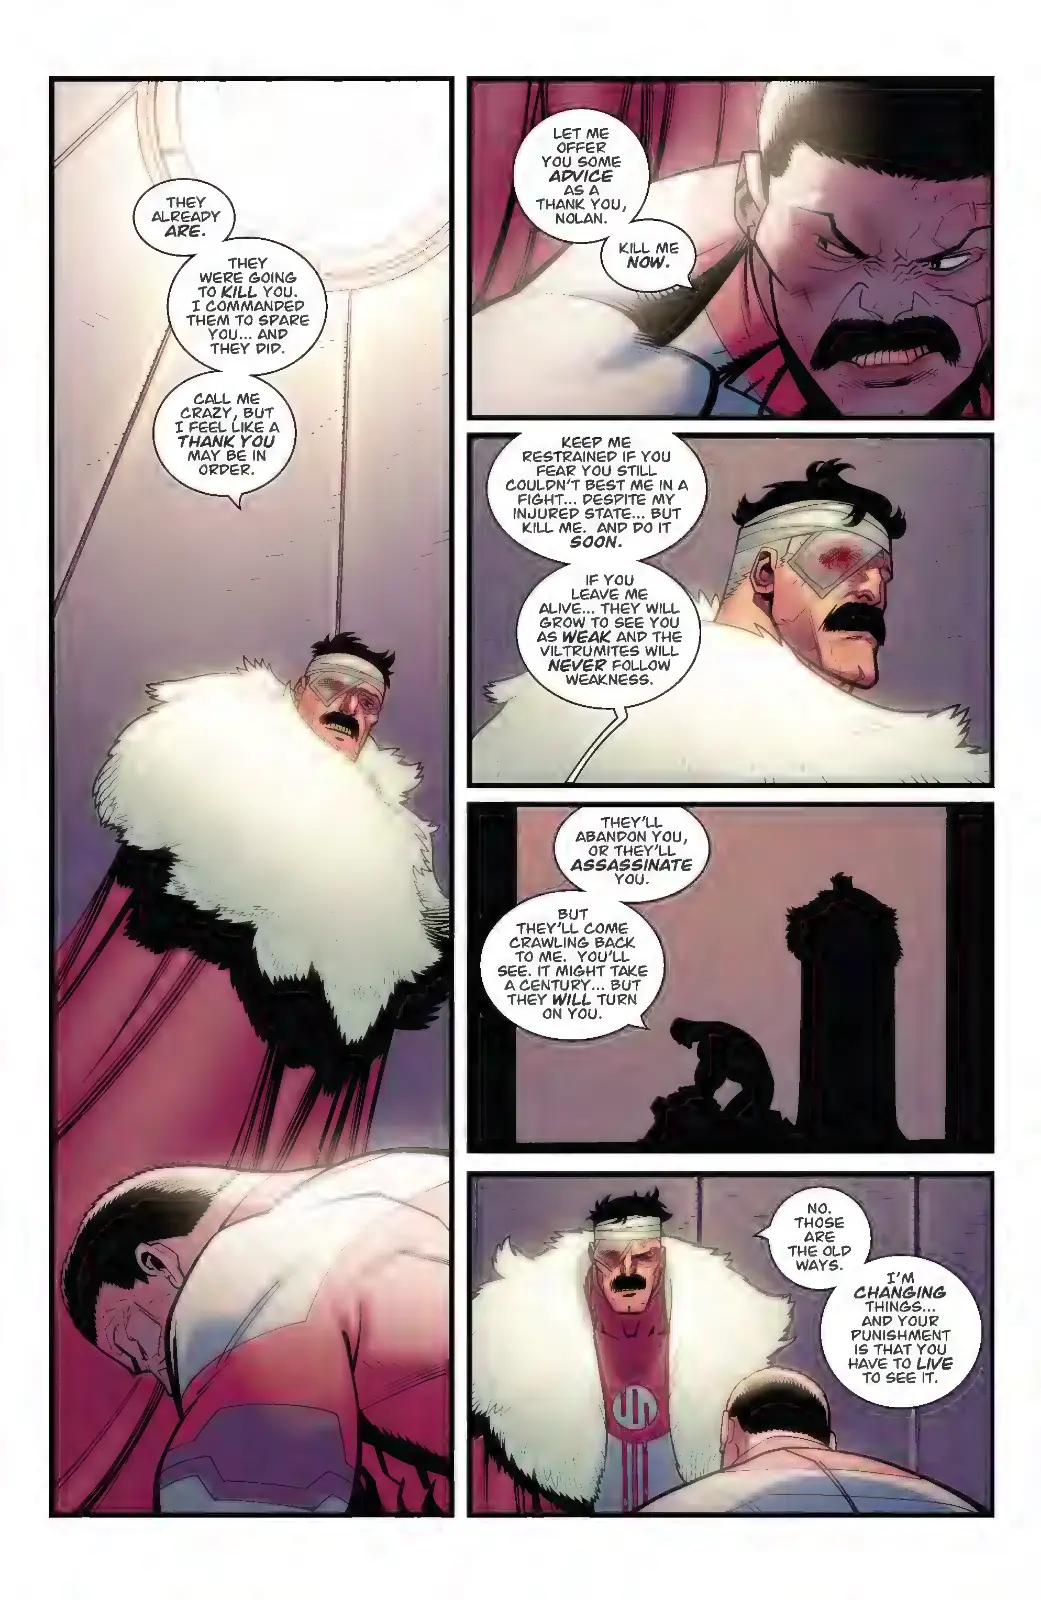 THEY
ALREADY
ARE.
THEY
WERE GOING
TO KILL YOU.
I COMMANDED
THEM TO SPARE
YOU... AND
THEY DID.
CALL ME
CRAZY, BUT
I FEEL LIKE A
THANK YOU
MAY BE IN
ORDER.
LET ME
OFFER
YOU SOME
ADVICE
AS A
THANK YOU,
NOLAN.
KILL ME
NOW.
KEEP ME
RESTRAINED IF YOU
FEAR YOU STILL
COULDN'T BEST ME IN A
FIGHT... DESPITE MY
INJURED STATE... BUT
KILL ME. AND DO IT
SOON.
IF YOU
LEAVE ME
ALIVE... THEY WILL
GROW TO SEE YOU
AS WEAK AND THE
VILTRUMITES WILL
NEVER FOLLOW
WEAKNESS.
THEY'LL
ABANDON YOU,
OR THEY'LL
ASSASSINATE
YOU.
BUT
THEY'LL COME
CRAWLING BACK
TO ME. YOU'LL
SEE. IT MIGHT TAKE
A CENTURY... BUT
THEY WILL TURN
ON YOU.
NO.
THOSE
ARE
THE OLD
WAYS.
I'M
CHANGING
THINGS...
AND YOUR
PUNISHMENT
IS THAT YOU
HAVE TO LIVE
TO SEE IT.